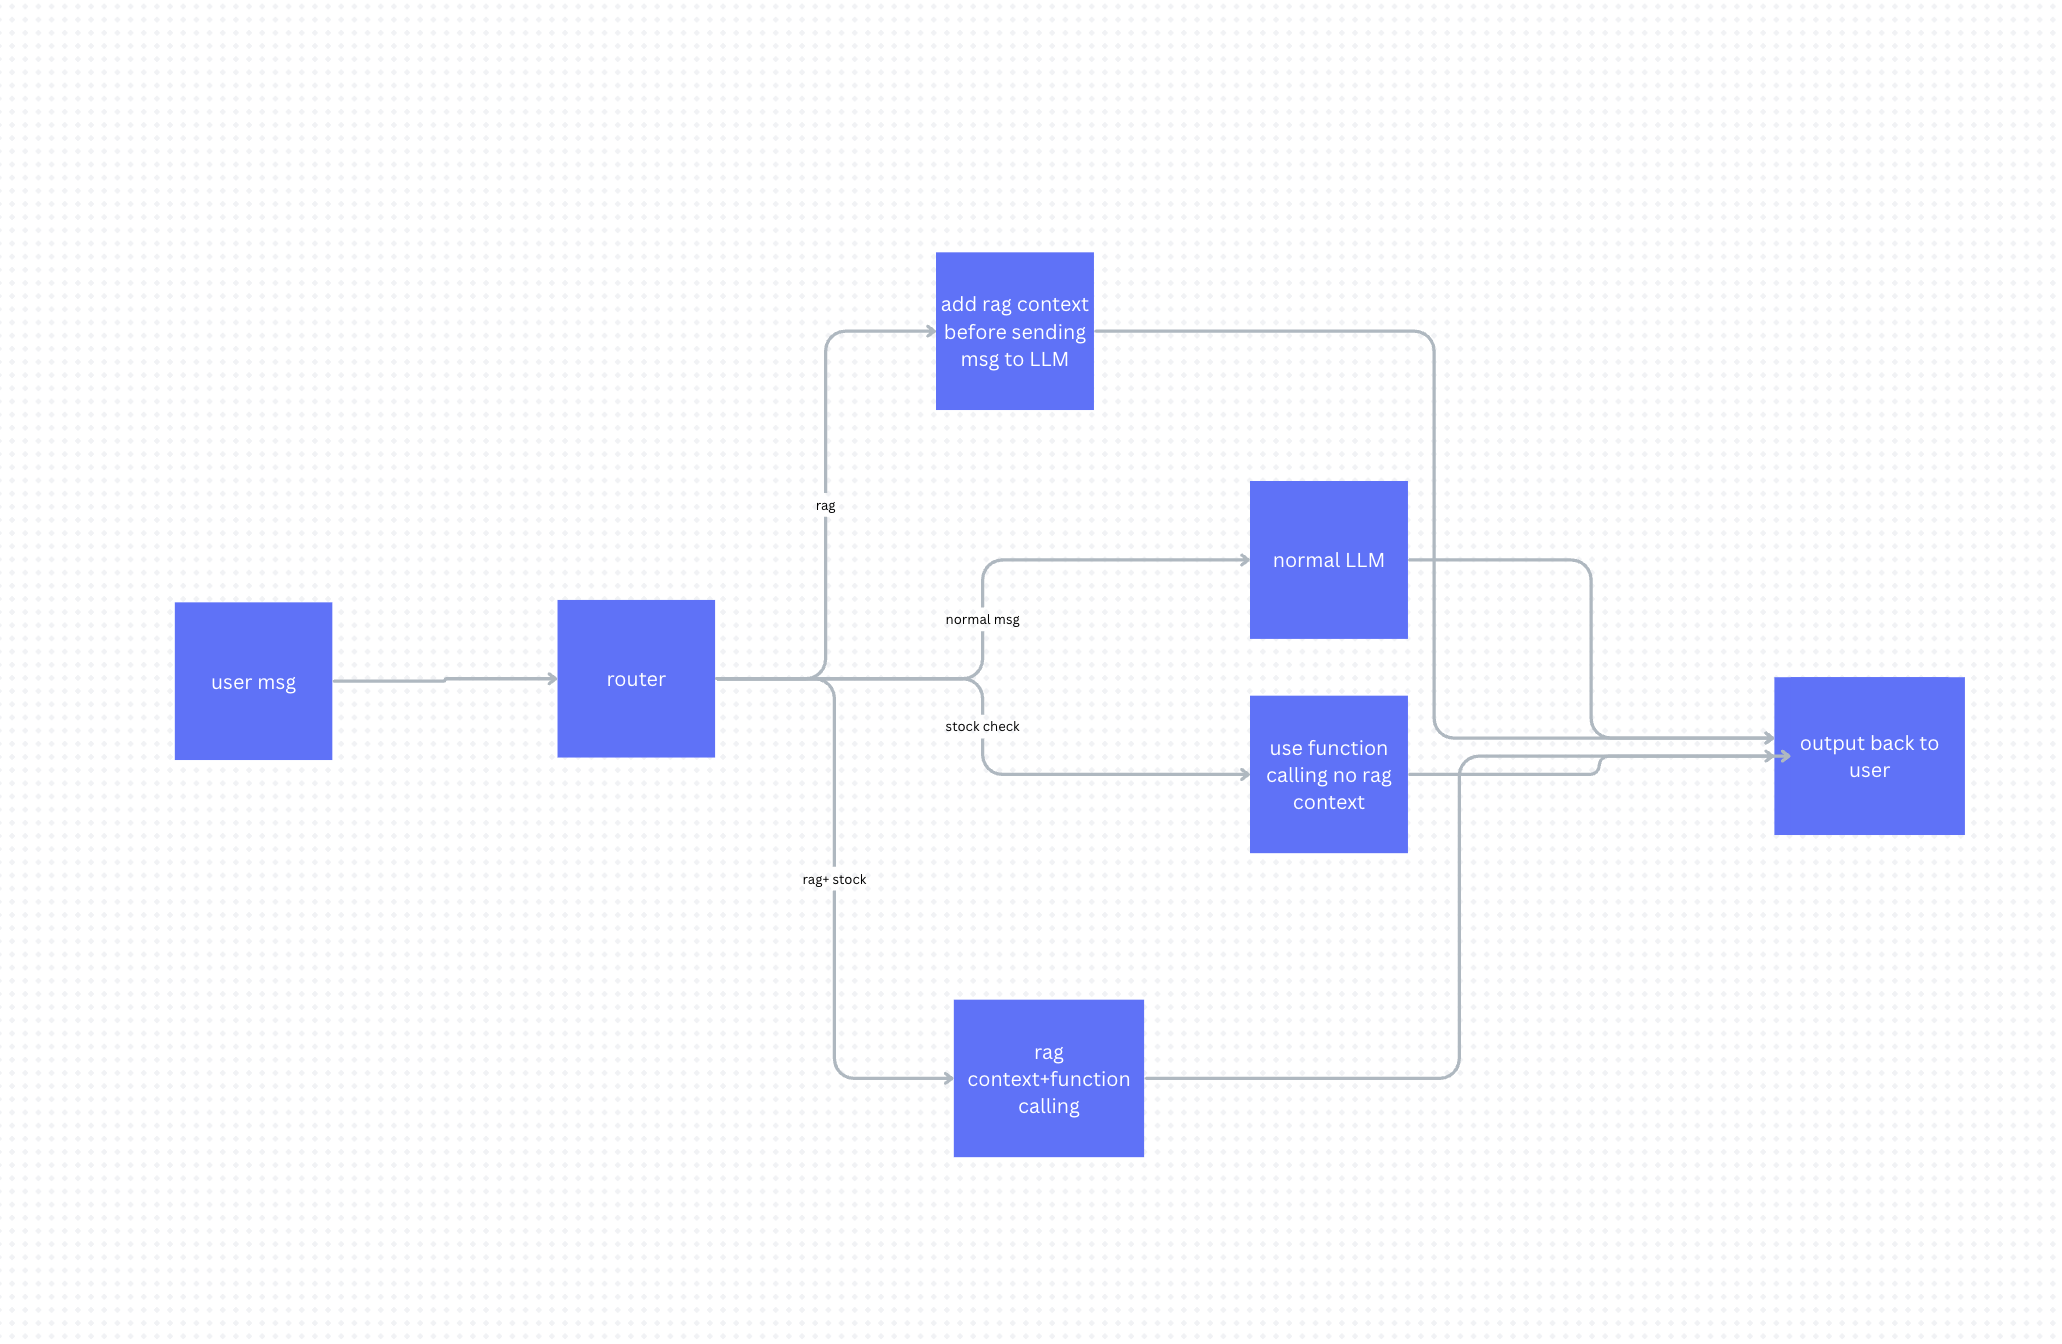 add rag context
before sending
msg to LLM
rag
normal LLM
normal msg
user msg
router
stock check
use function
calling no rag
context
output back to
user
rag+ stock
rag
context+function
calling